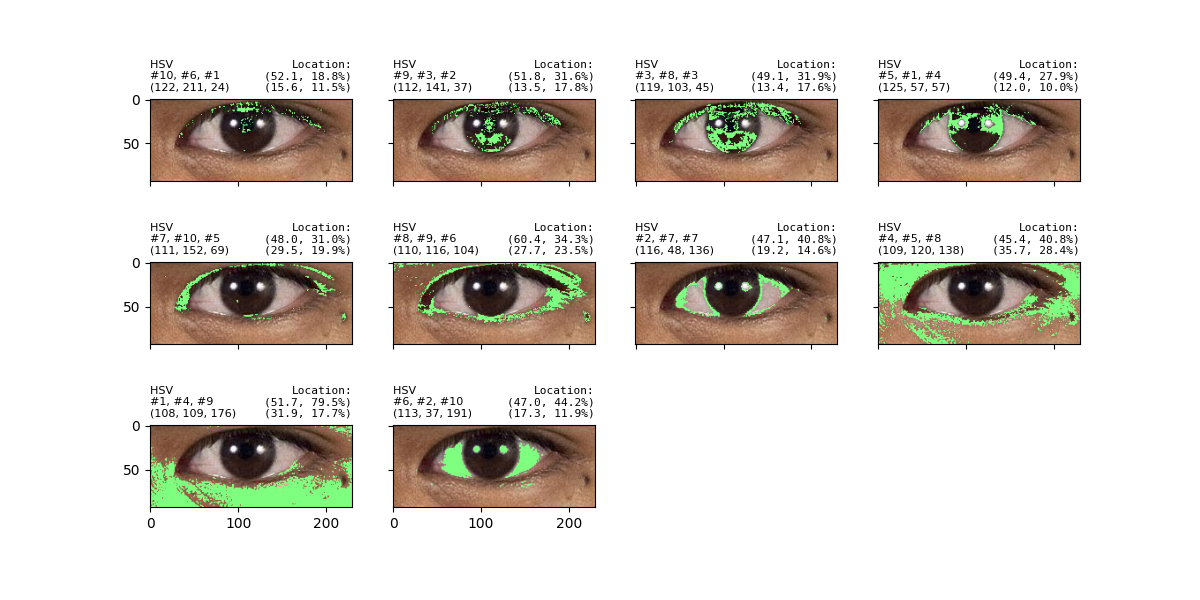 HSV Location:
#10, #6, #1 (52.1, 18.8%)
(122, 211, 24) (15.6, 11.5%)
HSV Location:
#9, #3, #2 (51.8, 31.6%)
(112, 141, 37) (13.5, 17.8%)
HSV Location:
#3, #8, #3 (49.1, 31.9%)
(119, 103, 45) (13.4, 17.6%)
HSV Location:
#5, #1, #4 (49.4, 27.9%)
(125, 57, 57) (12.0, 10.0%)
0
50
HSV Location:
#7, #10, #5 (48.0, 31.0%)
(111, 152, 69) (29.5, 19.9%)
HSV Location:
#8, #9, #6 (60.4, 34.3%)
(110, 116, 104) (27.7, 23.5%)
HSV Location:
#2, #7, #7 (47.1, 40.8%)
(116, 48, 136) (19.2, 14.6%)
HSV Location:
#4, #5, #8 (45.4, 40.8%)
(109, 120, 138) (35.7, 28.4%)
0
50
HSV Location:
#1, #4, #9 (51.7, 79.5%)
(108, 109, 176) (31.9, 17.7%)
HSV Location:
#6, #2, #10 (47.0, 44.2%)
(113, 37, 191) (17.3, 11.9%)
0
50
0 100 200
0 100 200